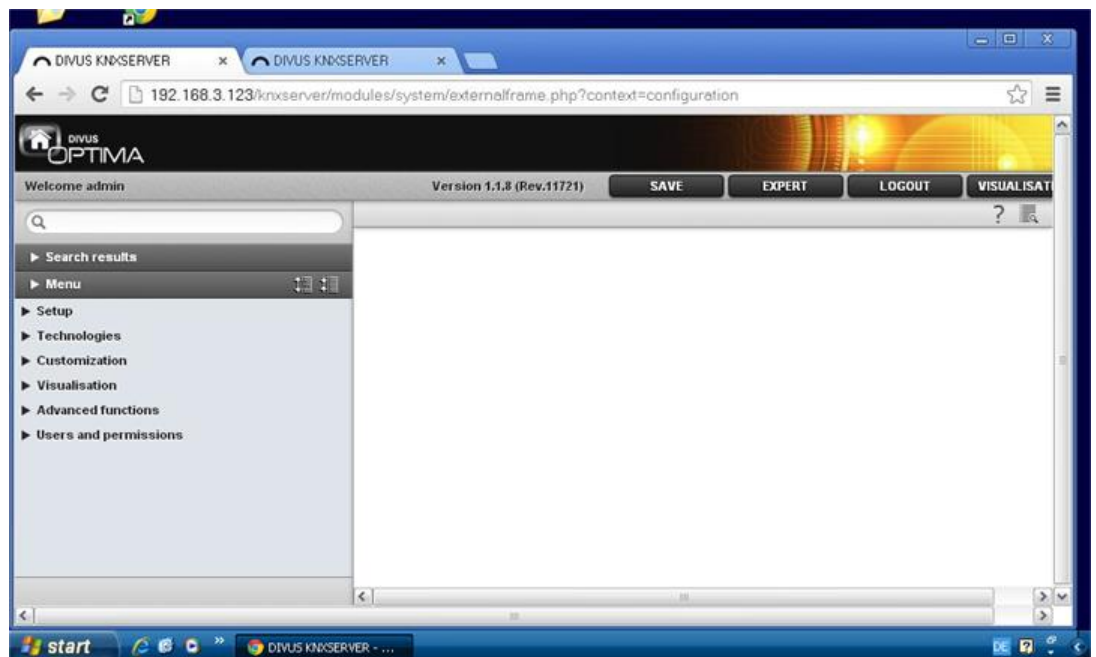 DIVUS KNXSERVER
DIVUS KNXSERVER
192.168.3.123/knxserver/modules/system/externalframe.php?context=configuration
DIVUS
OPTIMA
Welcome admin
Version 1.1.8 (Rev.11721)
SAVE
EXPERT
LOGOUT
VISUALISATI
?
Search results
Menu
Setup
Technologies
Customization
Visualisation
Advanced functions
Users and permissions
start
DIVUS KNXSERVER - ...
DE